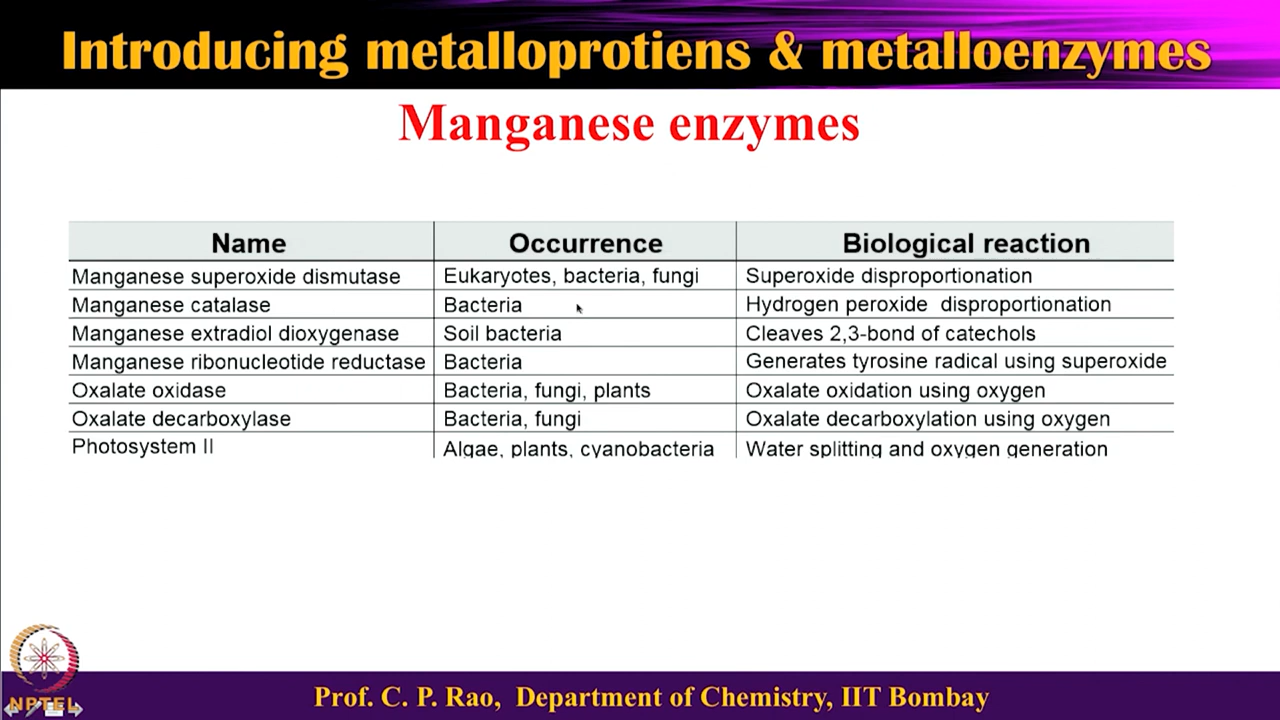 Introducing metalloprotiens & metalloenzymes
Manganese enzymes
Name Occurrence Biological reaction
Manganese superoxide dismutase Eukaryotes, bacteria, fungi Superoxide disproportionation
Manganese catalase Bacteria Hydrogen peroxide disproportionation
Manganese extradiol dioxygenase Soil bacteria Cleaves 2,3-bond of catechols
Manganese ribonucleotide reductase Bacteria Generates tyrosine radical using superoxide
Oxalate oxidase Bacteria, fungi, plants Oxalate oxidation using oxygen
Oxalate decarboxylase Bacteria, fungi Oxalate decarboxylation using oxygen
Photosystem II Algae, plants, cyanobacteria Water splitting and oxygen generation
NPTEL
Prof. C. P. Rao, Department of Chemistry, IIT Bombay